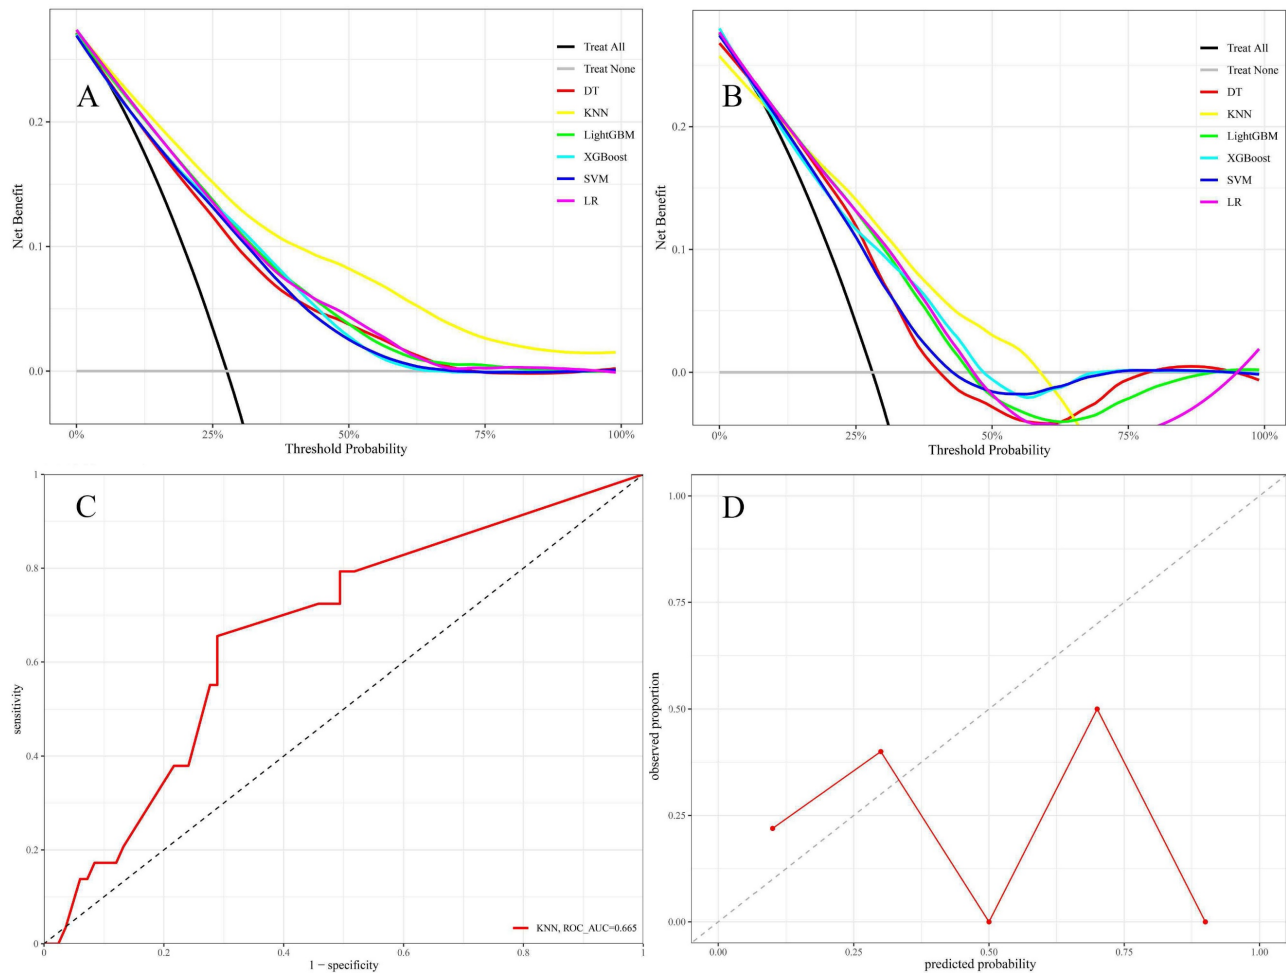 A
Treat All
Treat None
DT
KNN
LightGBM
XGBoost
SVM
LR
0.2
0.1
0.0
Net Benefit
0%
25%
50%
75%
100%
Threshold Probability
B
Treat All
Treat None
DT
KNN
LightGBM
XGBoost
SVM
LR
0.2
0.1
0.0
Net Benefit
0%
25%
50%
75%
100%
Threshold Probability
C
1
0.8
0.6
0.4
0.2
0
sensitivity
KNN, ROC_AUC=0.665
0
0.2
0.4
0.6
0.8
1
1 − specificity
D
1.00
0.75
0.50
0.25
0.00
observed proportion
0.00
0.25
0.50
0.75
1.00
predicted probability